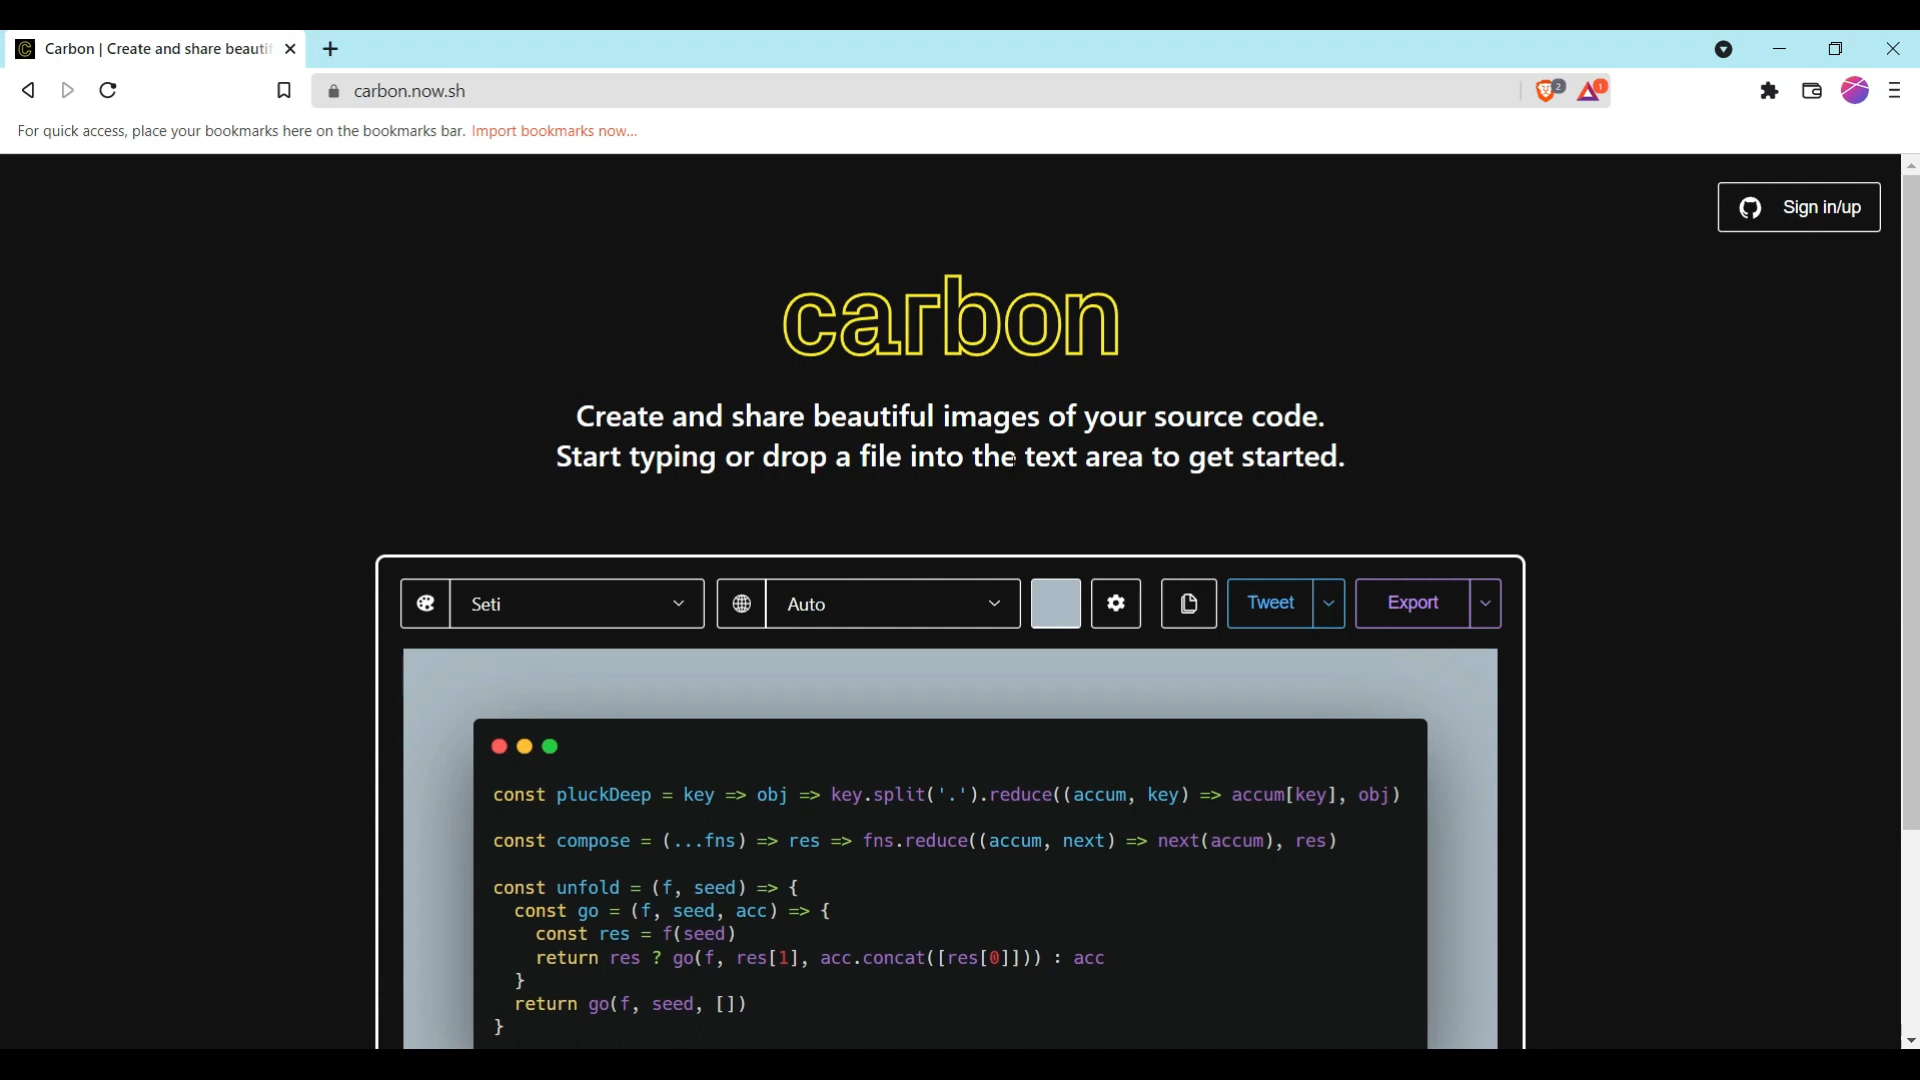 Carbon | Create and share beautif
carbon.now.sh
2
1
For quick access, place your bookmarks here on the bookmarks bar. Import bookmarks now...
Sign in/up
carbon
Create and share beautiful images of your source code.
Start typing or drop a file into the text area to get started.
Seti
Auto
Tweet
Export
const pluckDeep = key => obj => key.split('.').reduce((accum, key) => accum[key], obj)
const compose = (...fns) => res => fns.reduce((accum, next) => next(accum), res)
const unfold = (f, seed) => {
  const go = (f, seed, acc) => {
    const res = f(seed)
    return res ? go(f, res[1], acc.concat([res[0]])) : acc
  }
  return go(f, seed, [])
}